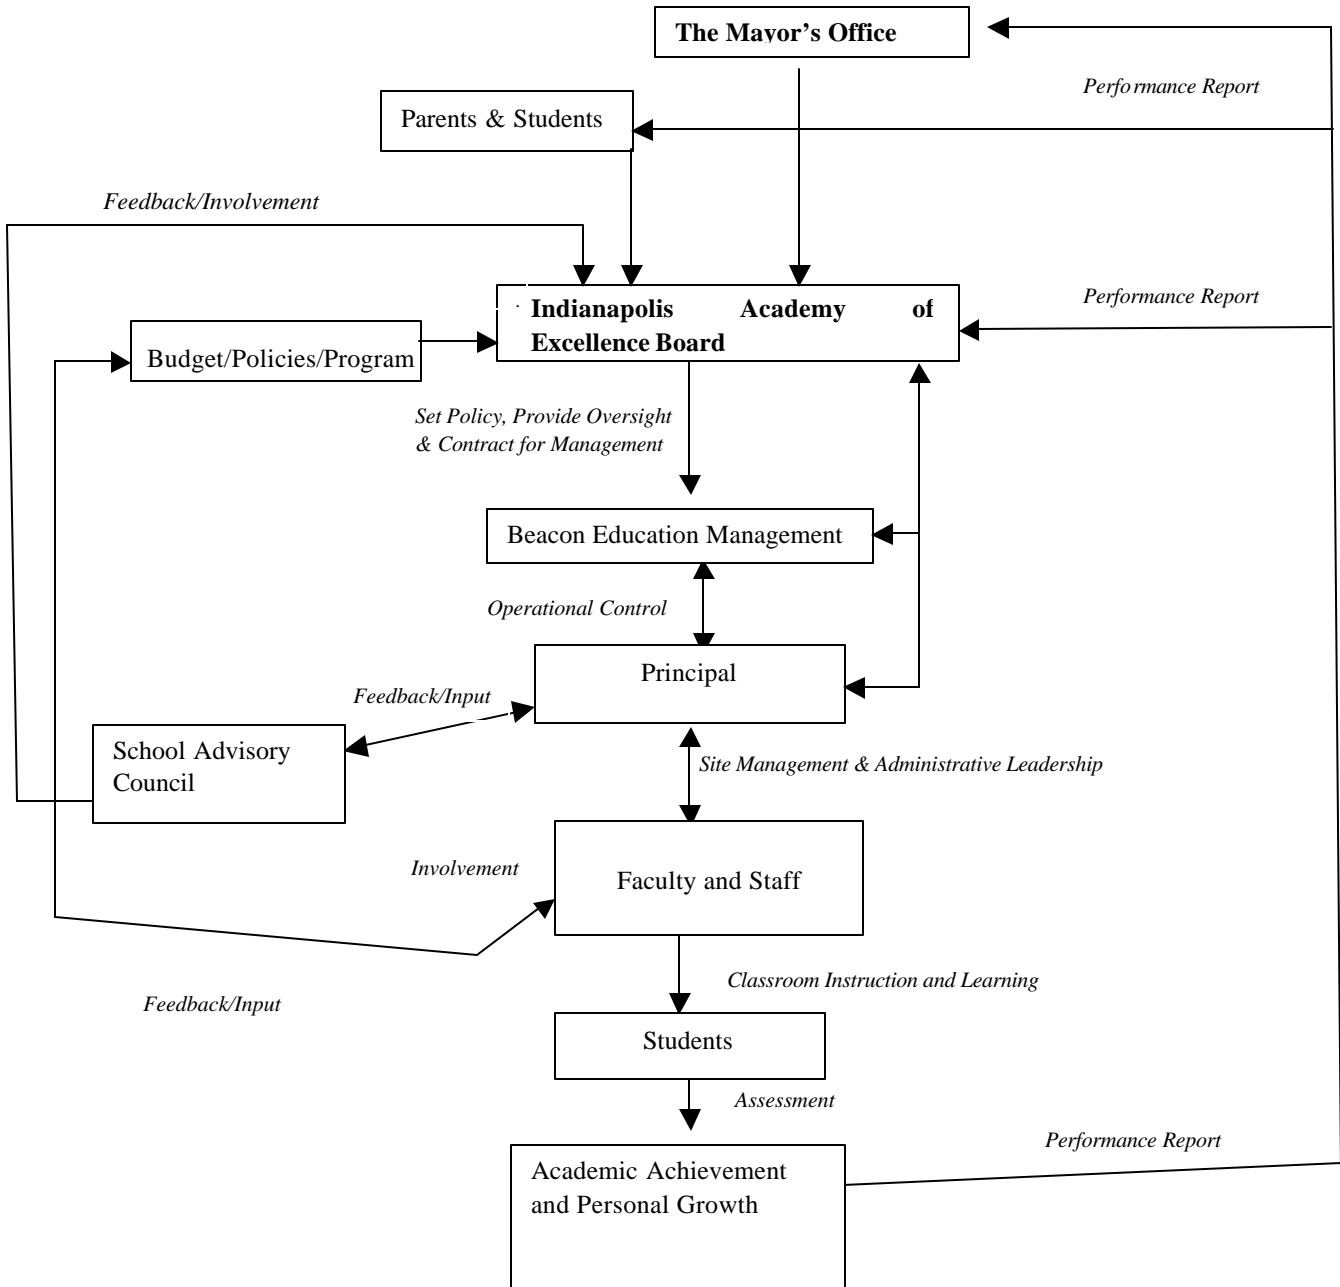 The Mayor's Office
Performance Report
Parents & Students
Feedback/Involvement
Indianapolis Academy of
Excellence Board
Performance Report
Budget/Policies/Program
Set Policy, Provide Oversight
& Contract for Management
Beacon Education Management
Operational Control
Principal
Feedback/Input
School Advisory
Council
Site Management & Administrative Leadership
Involvement
Faculty and Staff
Classroom Instruction and Learning
Feedback/Input
Students
Assessment
Performance Report
Academic Achievement
and Personal Growth